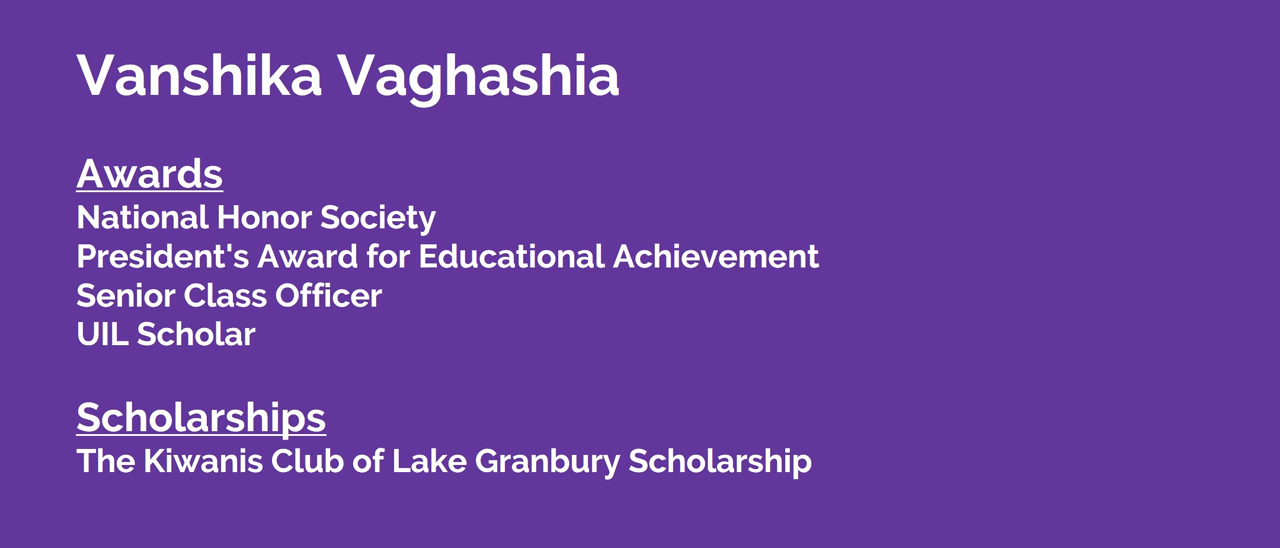 Vanshika Vaghashia
Awards
National Honor Society
President's Award for Educational Achievement
Senior Class Officer
UIL Scholar
Scholarships
The Kiwanis Club of Lake Granbury Scholarship